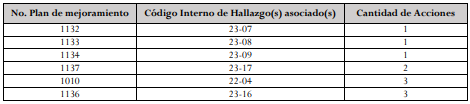 No. Plan de mejoramiento Código Interno de Hallazgo(s) asociado(s) Cantidad de Acciones
1132 23-07 1
1133 23-08 1
1134 23-09 1
1137 23-17 2
1010 22-04 3
1136 23-16 3